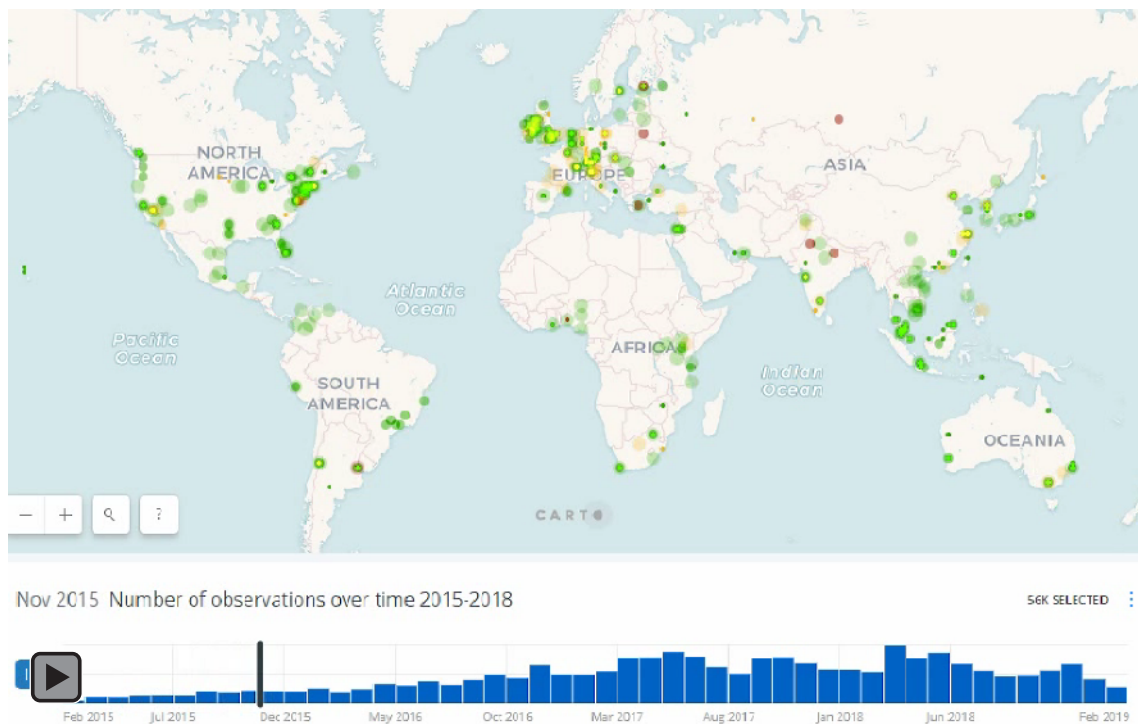 NORTH
AMERICA
EUROPE
ASIA
Atlantic
Ocean
Pacific
Ocean
AFRICA
Indian
Ocean
SOUTH
AMERICA
OCEANIA
− + ?
CARTO
Nov 2015 Number of observations over time 2015-2018
56K SELECTED
Feb 2015 Jul 2015 Dec 2015 May 2016 Oct 2016 Mar 2017 Aug 2017 Jan 2018 Jun 2018 Feb 2019